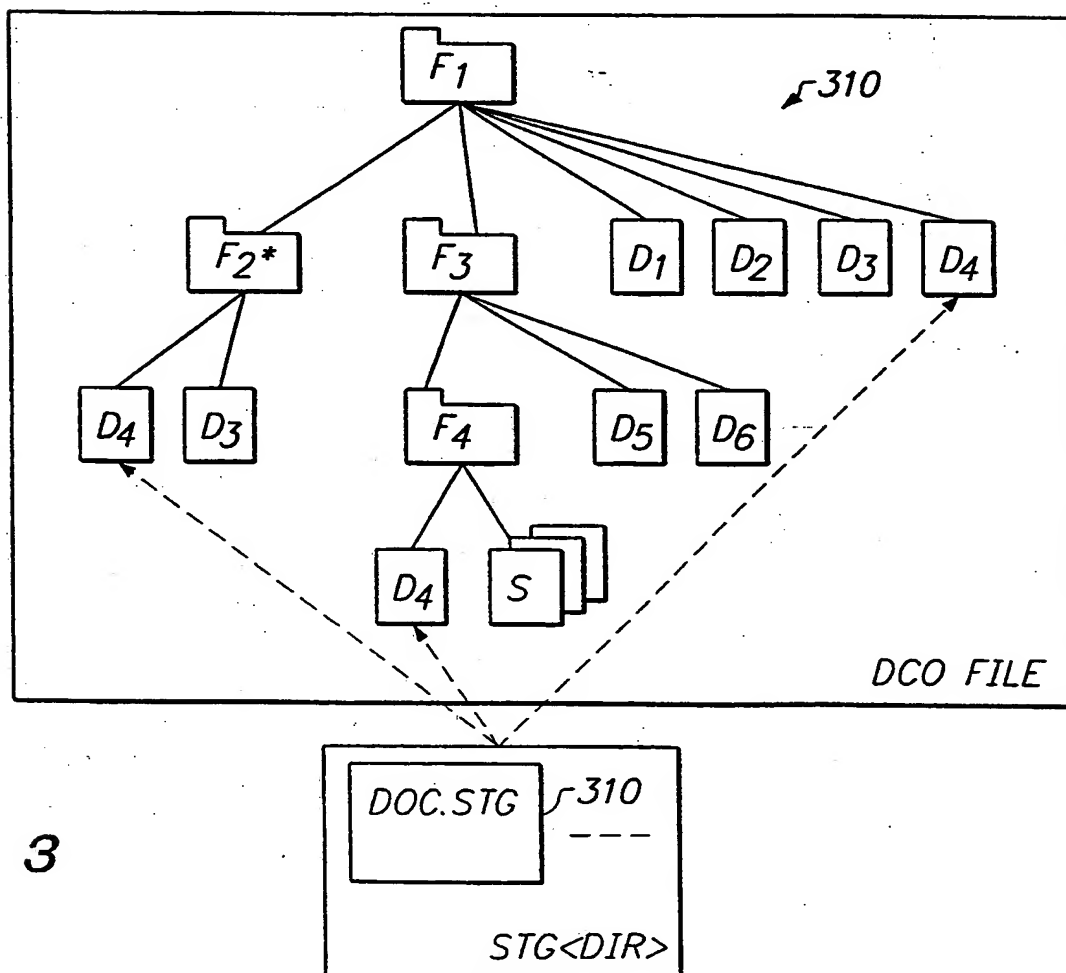 F1
310
F2* F3 D1 D2 D3 D4
D4 D3 F4 D5 D6
D4 S
DCO FILE
DOC.STG 310
3
STG<DIR>